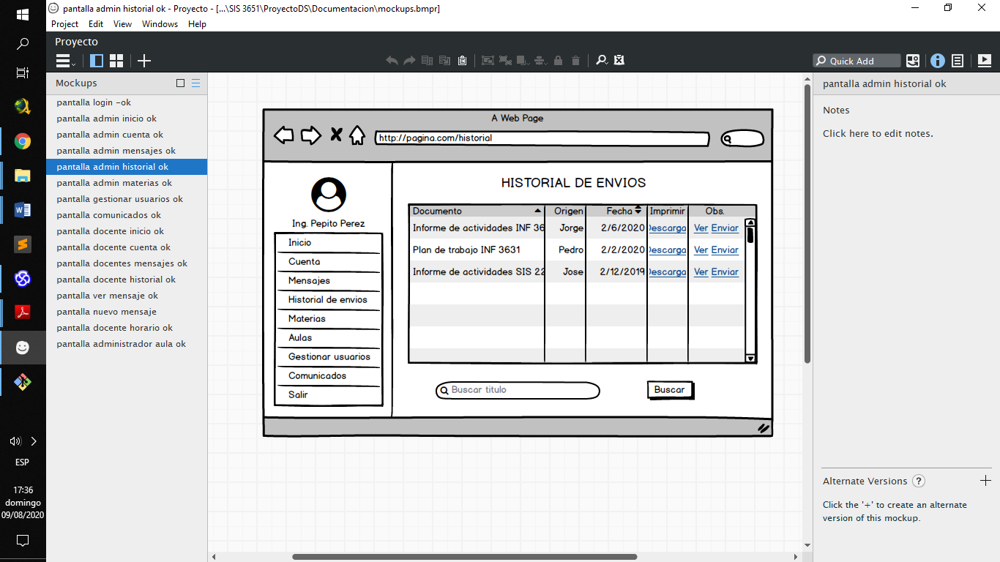 pantalla admin historial ok - Proyecto - [...\SIS 3651\ProyectoDS\Documentacion\mockups.bmpr]
Project Edit View Windows Help
Proyecto
Quick Add
Mockups
pantalla login -ok
pantalla admin inicio ok
pantalla admin cuenta ok
pantalla admin mensajes ok
pantalla admin historial ok
pantalla admin materias ok
pantalla gestionar usuarios ok
pantalla comunicados ok
pantalla docente inicio ok
pantalla docente cuenta ok
pantalla docentes mensajes ok
pantalla docente historial ok
pantalla ver mensaje ok
pantalla nuevo mensaje
pantalla docente horario ok
pantalla administrador aula ok
A Web Page
http://pagina.com/historial
Ing. Pepito Perez
Inicio
Cuenta
Mensajes
Historial de envios
Materias
Aulas
Gestionar usuarios
Comunicados
Salir
HISTORIAL DE ENVIOS
Documento Origen Fecha Imprimir Obs.
Informe de actividades INF 36 Jorge 2/6/2020 Descarga Ver Enviar
Plan de trabajo INF 3631 Pedro 2/2/2020 Descarga Ver Enviar
Informe de actividades SIS 22 Jose 2/12/2019 Descarga Ver Enviar
Buscar titulo
Buscar
pantalla admin historial ok
Notes
Click here to edit notes.
Alternate Versions ?
Click the '+' to create an alternate
version of this mockup.
ESP
17:36
domingo
09/08/2020